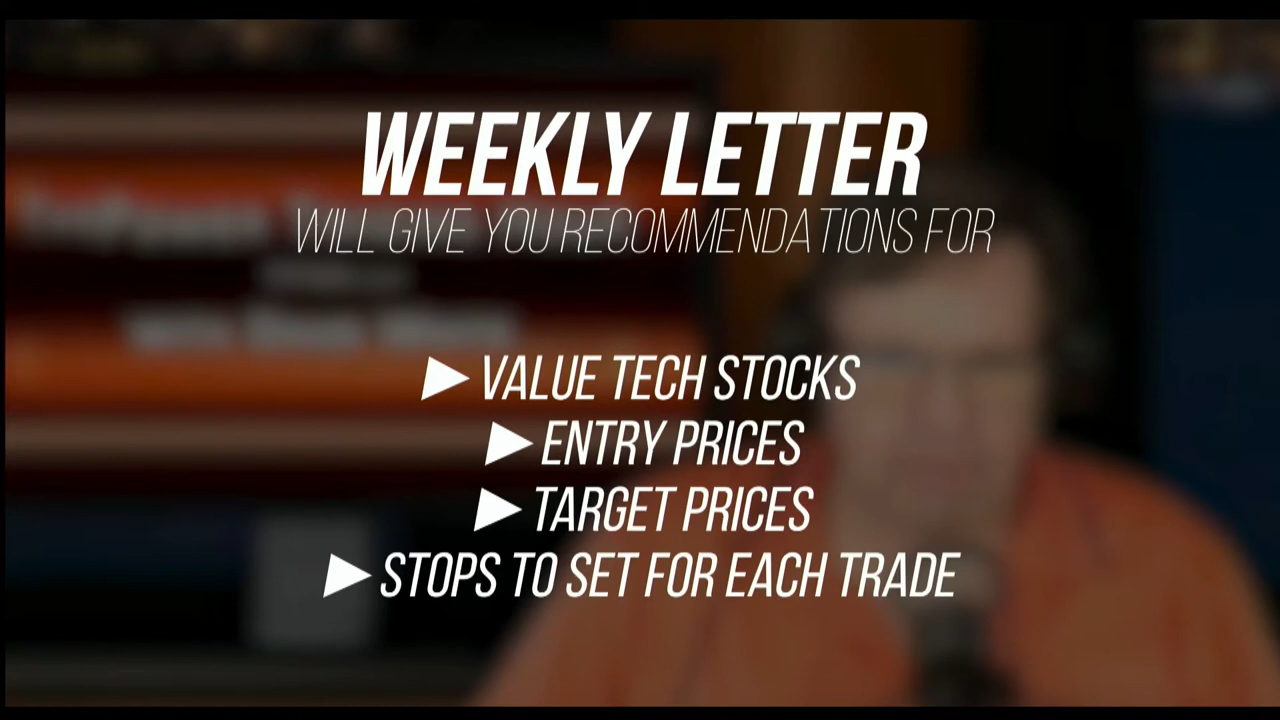 WEEKLY LETTER
WILL GIVE YOU RECOMMENDATIONS FOR
▶ VALUE TECH STOCKS
▶ ENTRY PRICES
▶ TARGET PRICES
▶ STOPS TO SET FOR EACH TRADE